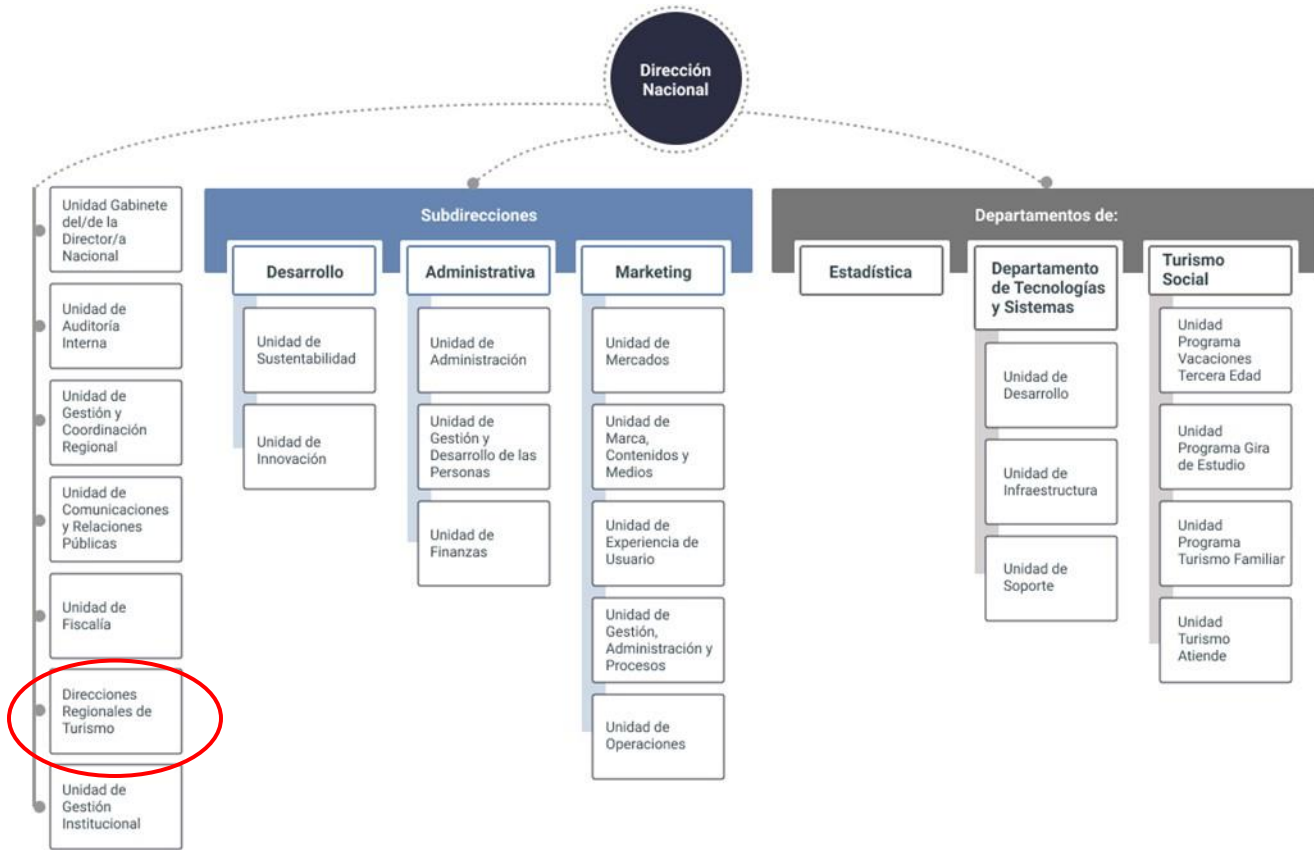 Dirección
Nacional
Unidad Gabinete
del/de la
Director/a
Nacional
Unidad de
Auditoría
Interna
Unidad de
Gestión y
Coordinación
Regional
Unidad de
Comunicaciones
y Relaciones
Públicas
Unidad de
Fiscalía
Direcciones
Regionales de
Turismo
Unidad de
Gestión
Institucional
Subdirecciones
Desarrollo
Unidad de
Sustentabilidad
Unidad de
Innovación
Administrativa
Unidad de
Administración
Unidad de
Gestión y
Desarrollo de las
Personas
Unidad de
Finanzas
Marketing
Unidad de
Mercados
Unidad de
Marca,
Contenidos y
Medios
Unidad de
Experiencia de
Usuario
Unidad de
Gestión,
Administración y
Procesos
Unidad de
Operaciones
Departamentos de:
Estadística
Departamento
de Tecnologías
y Sistemas
Unidad de
Desarrollo
Unidad de
Infraestructura
Unidad de
Soporte
Turismo
Social
Unidad
Programa
Vacaciones
Tercera Edad
Unidad
Programa Gira
de Estudio
Unidad
Programa
Turismo Familiar
Unidad
Turismo
Atiende